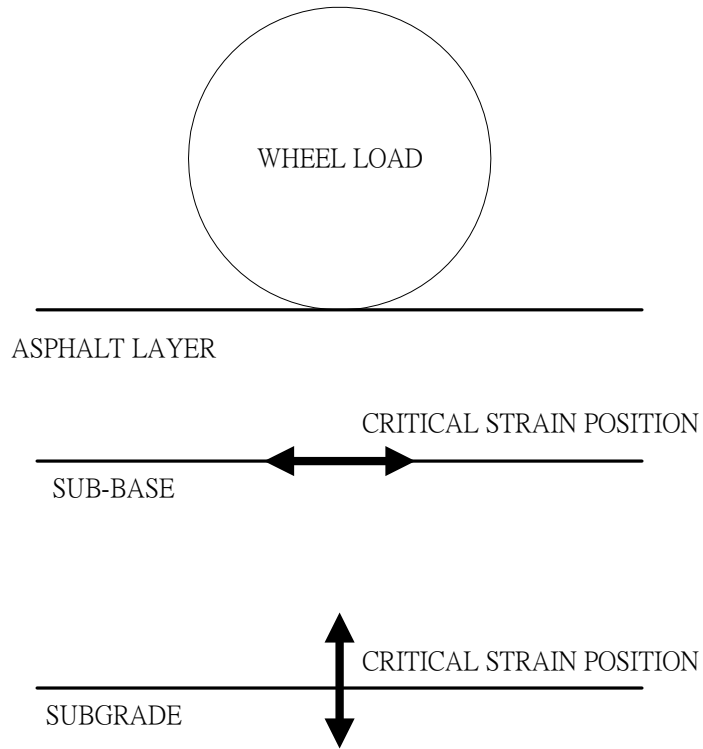 WHEEL LOAD
ASPHALT LAYER
CRITICAL STRAIN POSITION
SUB-BASE
CRITICAL STRAIN POSITION
SUBGRADE